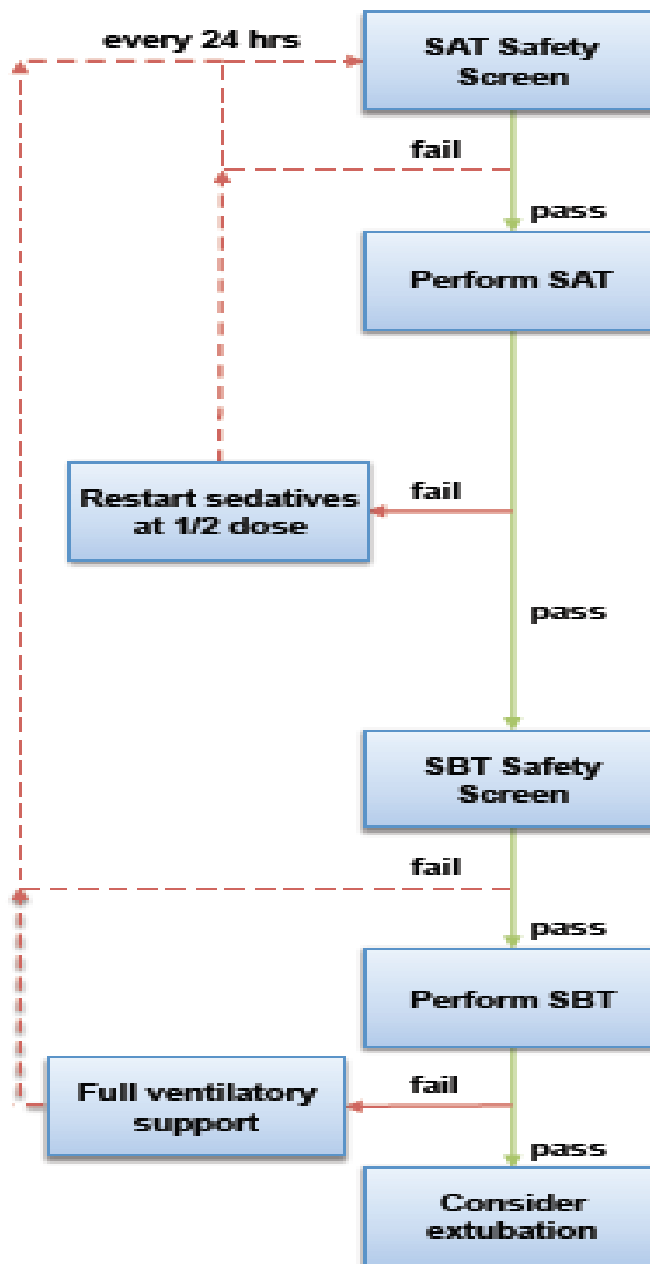 every 24 hrs
SAT Safety
Screen
fail
pass
Perform SAT
Restart sedatives
at 1/2 dose
fail
pass
SBT Safety
Screen
fail
pass
Perform SBT
Full ventilatory
support
fail
pass
Consider
extubation